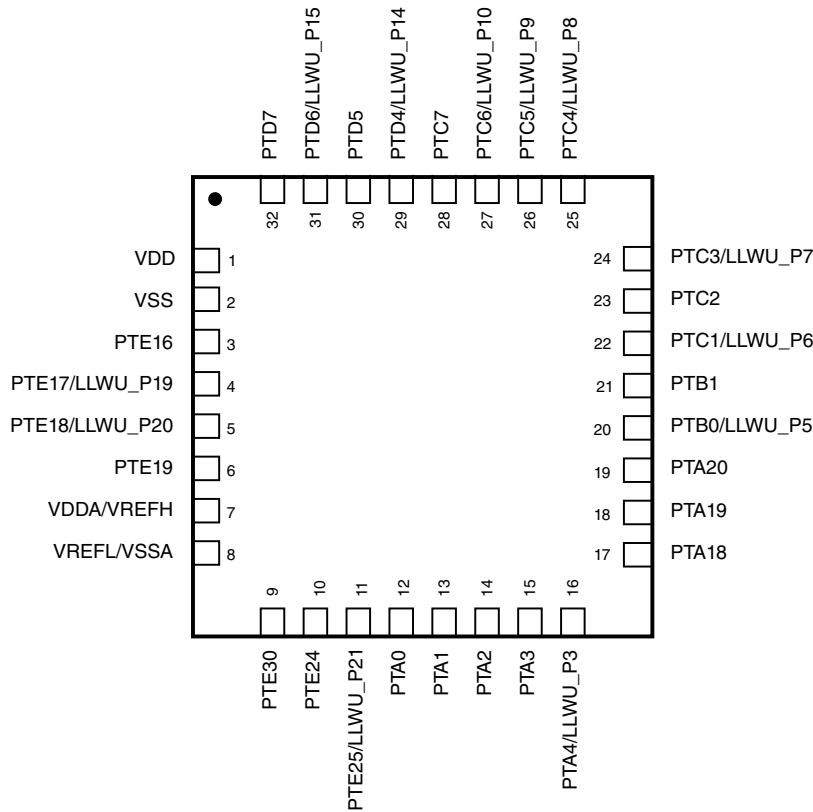 PTD7
PTD6/LLWU_P15
PTD5
PTD4/LLWU_P14
PTC7
PTC6/LLWU_P10
PTC5/LLWU_P9
PTC4/LLWU_P8
32
31
30
29
28
27
26
25
VDD 1
VSS 2
PTE16 3
PTE17/LLWU_P19 4
PTE18/LLWU_P20 5
PTE19 6
VDDA/VREFH 7
VREFL/VSSA 8
24 PTC3/LLWU_P7
23 PTC2
22 PTC1/LLWU_P6
21 PTB1
20 PTB0/LLWU_P5
19 PTA20
18 PTA19
17 PTA18
9
10
11
12
13
14
15
16
PTE30
PTE24
PTE25/LLWU_P21
PTA0
PTA1
PTA2
PTA3
PTA4/LLWU_P3